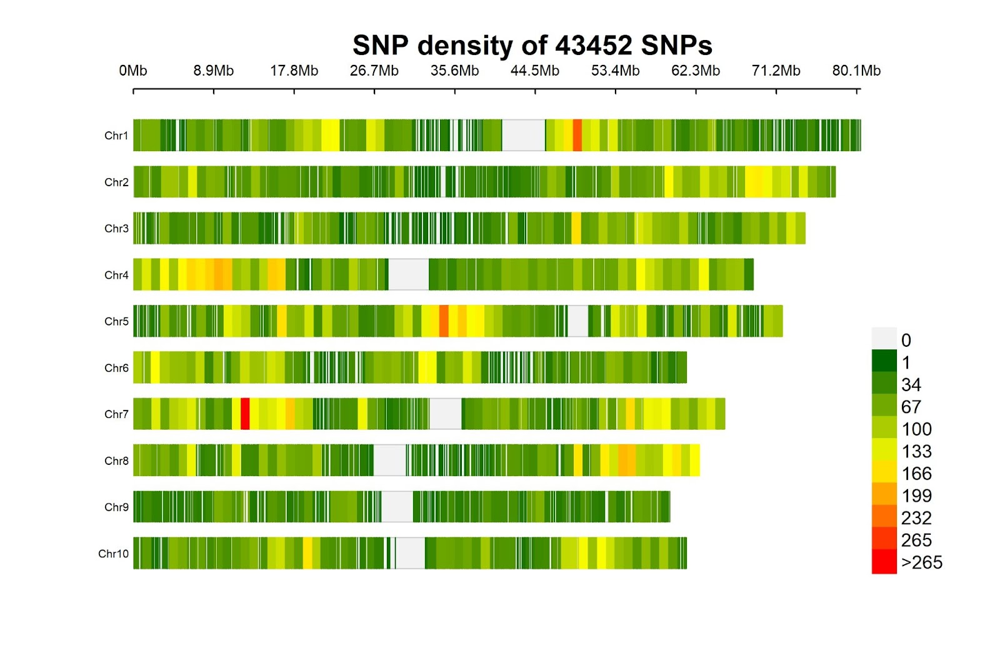 SNP density of 43452 SNPs
0Mb 8.9Mb 17.8Mb 26.7Mb 35.6Mb 44.5Mb 53.4Mb 62.3Mb 71.2Mb 80.1Mb
Chr1
Chr2
Chr3
Chr4
Chr5
Chr6
Chr7
Chr8
Chr9
Chr10
0
1
34
67
100
133
166
199
232
265
>265